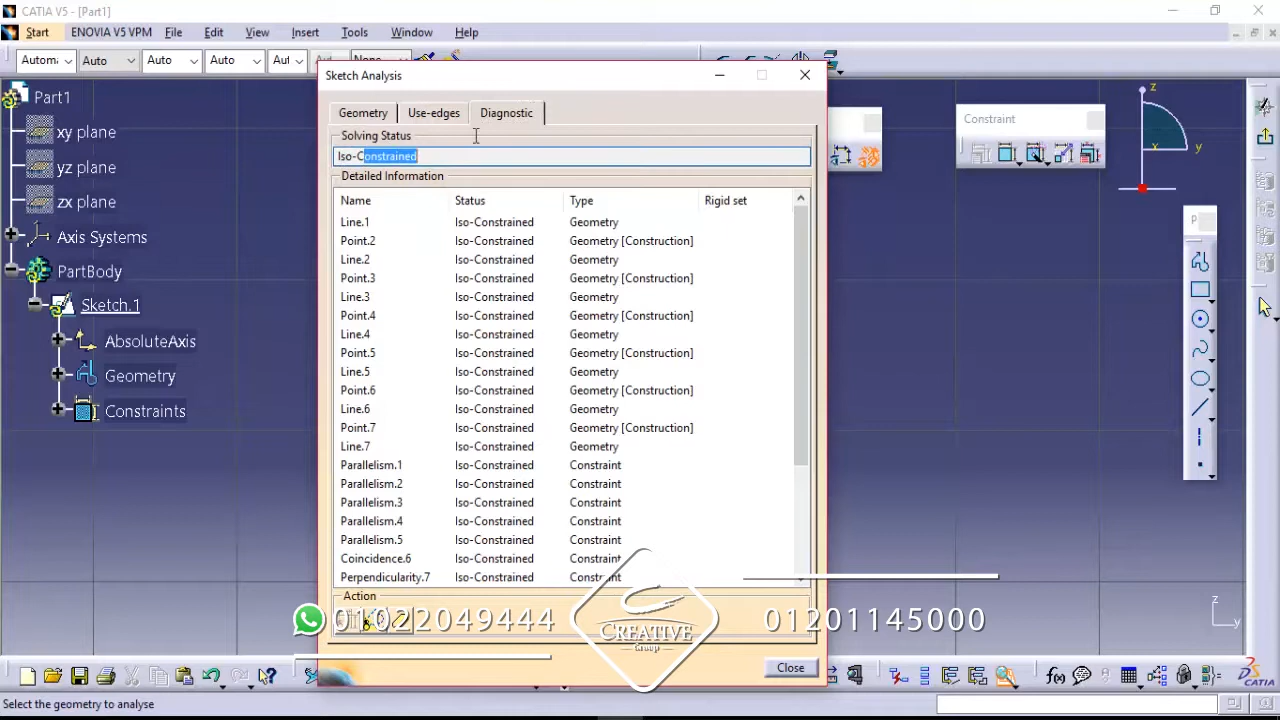 CATIA V5 - [Part1]
Start ENOVIA V5 VPM File Edit View Insert Tools Window Help
Auto Auto Auto Aut None
Sketch Analysis
Part1
xy plane
yz plane
zx plane
Axis Systems
PartBody
Sketch.1
AbsoluteAxis
Geometry
Constraints
Geometry Use-edges Diagnostic
Solving Status
Iso-Constrained
Detailed Information
Name Status Type Rigid set
Line.1 Iso-Constrained Geometry
Point.2 Iso-Constrained Geometry [Construction]
Line.2 Iso-Constrained Geometry
Point.3 Iso-Constrained Geometry [Construction]
Line.3 Iso-Constrained Geometry
Point.4 Iso-Constrained Geometry [Construction]
Line.4 Iso-Constrained Geometry
Point.5 Iso-Constrained Geometry [Construction]
Line.5 Iso-Constrained Geometry
Point.6 Iso-Constrained Geometry [Construction]
Line.6 Iso-Constrained Geometry
Point.7 Iso-Constrained Geometry [Construction]
Line.7 Iso-Constrained Geometry
Parallelism.1 Iso-Constrained Constraint
Parallelism.2 Iso-Constrained Constraint
Parallelism.3 Iso-Constrained Constraint
Parallelism.4 Iso-Constrained Constraint
Parallelism.5 Iso-Constrained Constraint
Coincidence.6 Iso-Constrained Constraint
Perpendicularity.7 Iso-Constrained Constraint
Action
Close
Constraint
P
z
x y
z
y
01022049444
CREATIVE
Group
01201145000
f(x)
CATIA
Select the geometry to analyse